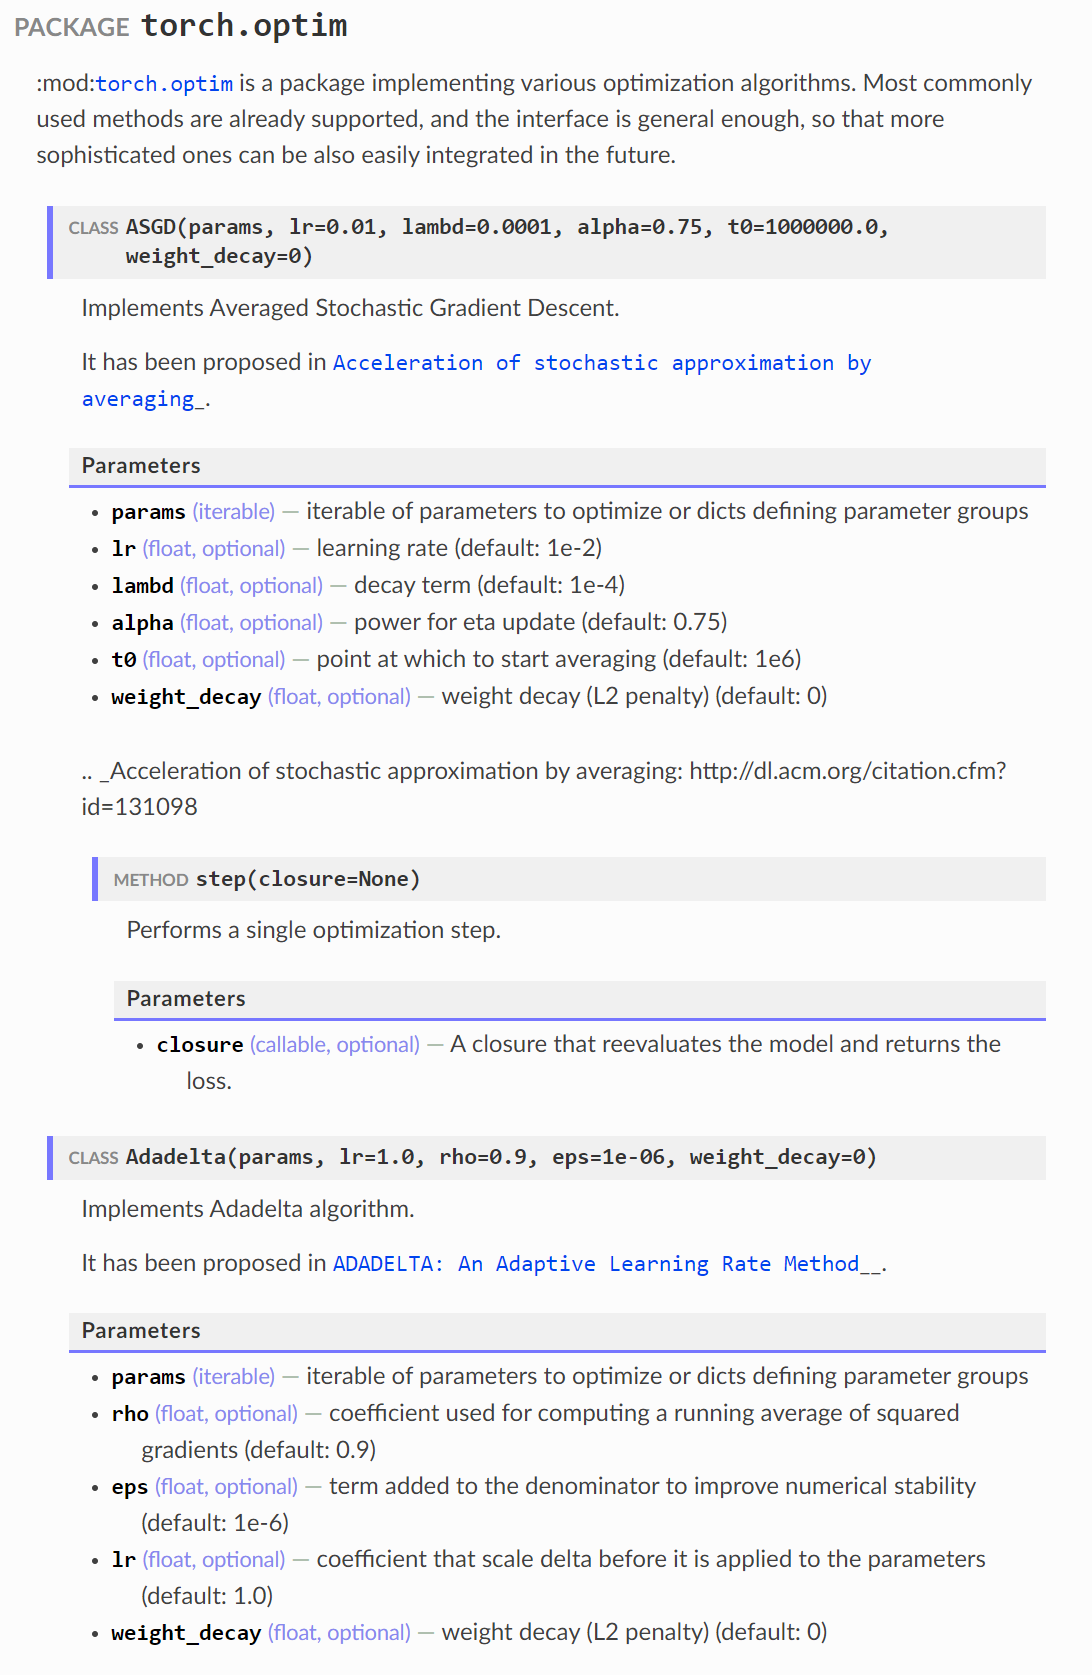 PACKAGE torch.optim
:mod:torch.optim is a package implementing various optimization algorithms. Most commonly
used methods are already supported, and the interface is general enough, so that more
sophisticated ones can be also easily integrated in the future.
CLASS ASGD(params, lr=0.01, lambd=0.0001, alpha=0.75, t0=1000000.0,
weight_decay=0)
Implements Averaged Stochastic Gradient Descent.
It has been proposed in Acceleration of stochastic approximation by
averaging_.
Parameters
• params (iterable) — iterable of parameters to optimize or dicts defining parameter groups
• lr (float, optional) — learning rate (default: 1e-2)
• lambd (float, optional) — decay term (default: 1e-4)
• alpha (float, optional) — power for eta update (default: 0.75)
• t0 (float, optional) — point at which to start averaging (default: 1e6)
• weight_decay (float, optional) — weight decay (L2 penalty) (default: 0)
.. _Acceleration of stochastic approximation by averaging: http://dl.acm.org/citation.cfm?
id=131098
METHOD step(closure=None)
Performs a single optimization step.
Parameters
• closure (callable, optional) — A closure that reevaluates the model and returns the
loss.
CLASS Adadelta(params, lr=1.0, rho=0.9, eps=1e-06, weight_decay=0)
Implements Adadelta algorithm.
It has been proposed in ADADELTA: An Adaptive Learning Rate Method__.
Parameters
• params (iterable) — iterable of parameters to optimize or dicts defining parameter groups
• rho (float, optional) — coefficient used for computing a running average of squared
gradients (default: 0.9)
• eps (float, optional) — term added to the denominator to improve numerical stability
(default: 1e-6)
• lr (float, optional) — coefficient that scale delta before it is applied to the parameters
(default: 1.0)
• weight_decay (float, optional) — weight decay (L2 penalty) (default: 0)